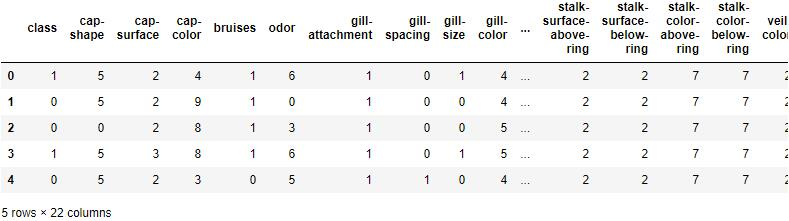 class cap-shape cap-surface cap-color bruises odor gill-attachment gill-spacing gill-size gill-color ... stalk-surface-above-ring stalk-surface-below-ring stalk-color-above-ring stalk-color-below-ring veil color
0 1 5 2 4 1 6 1 0 1 4 ... 2 2 7 7 2
1 0 5 2 9 1 0 1 0 0 4 ... 2 2 7 7 2
2 0 0 2 8 1 3 1 0 0 5 ... 2 2 7 7 2
3 1 5 3 8 1 6 1 0 1 5 ... 2 2 7 7 2
4 0 5 2 3 0 5 1 1 0 4 ... 2 2 7 7 2
5 rows × 22 columns